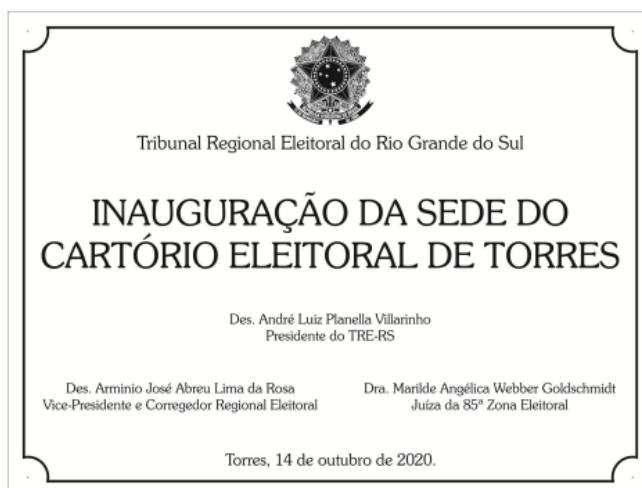 Tribunal Regional Eleitoral do Rio Grande do Sul
INAUGURAÇÃO DA SEDE DO
CARTÓRIO ELEITORAL DE TORRES
Des. André Luiz Planella Villarinho
Presidente do TRE-RS
Des. Arminio José Abreu Lima da Rosa
Vice-Presidente e Corregedor Regional Eleitoral
Dra. Marilde Angélica Webber Goldschmidt
Juíza da 85ª Zona Eleitoral
Torres, 14 de outubro de 2020.